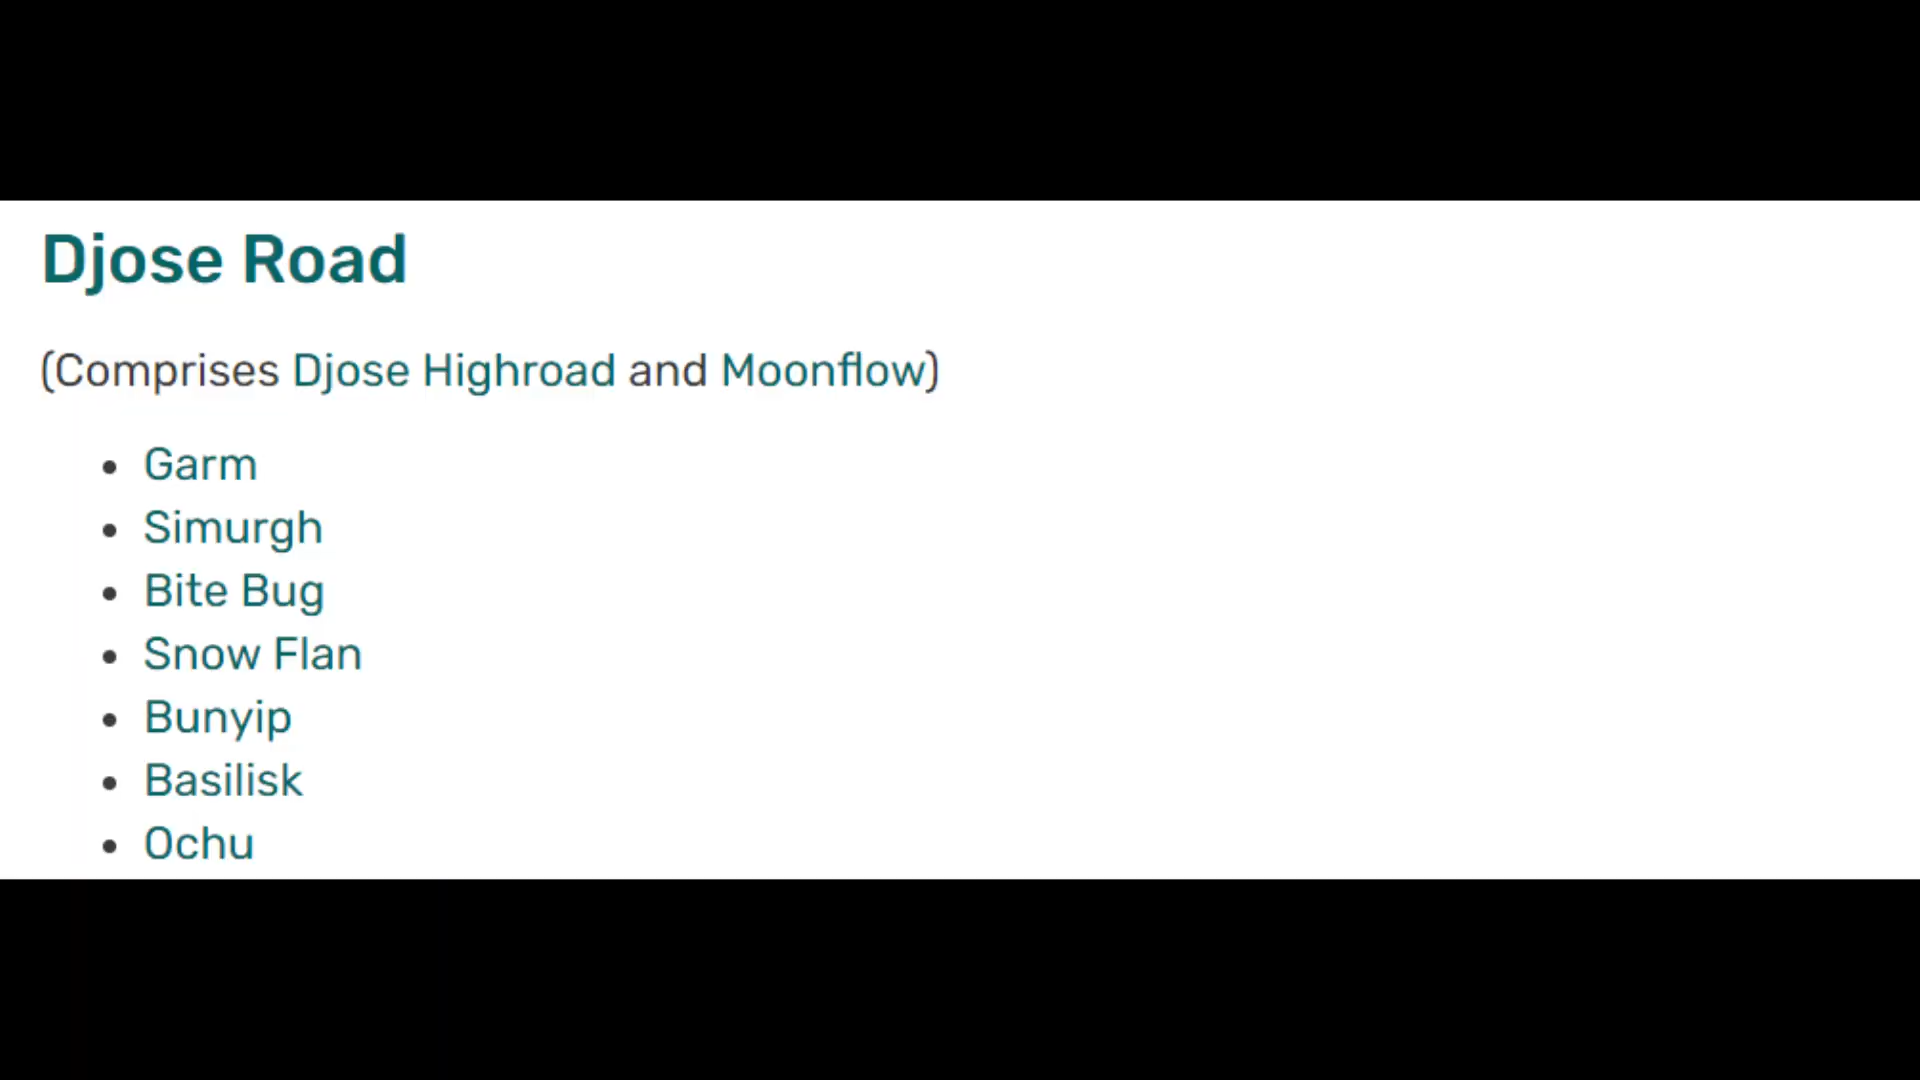 Djose Road
(Comprises Djose Highroad and Moonflow)
• Garm
• Simurgh
• Bite Bug
• Snow Flan
• Bunyip
• Basilisk
• Ochu